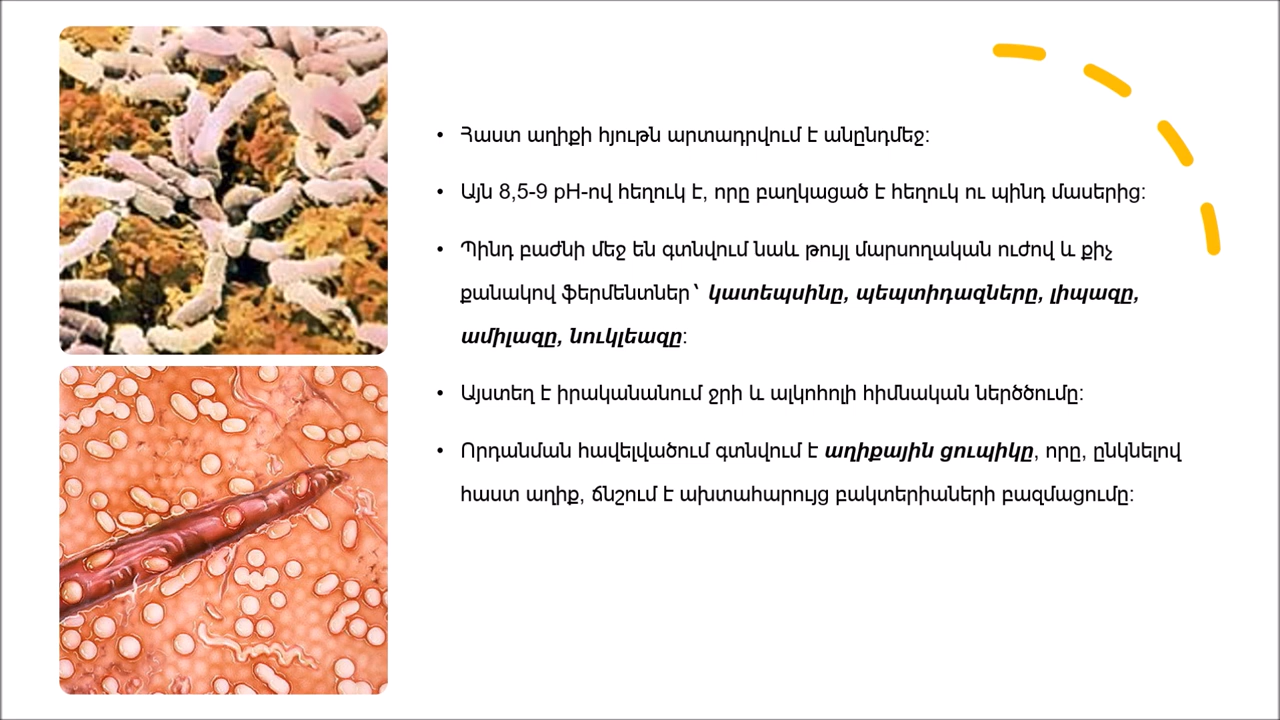 • Հաստ աղիքի հյութն արտադրվում է անընդմեջ:
• Այն 8,5-9 pH-ով հեղուկ է, որը բաղկացած է հեղուկ ու պինդ մասերից:
• Պինդ բաժնի մեջ են գտնվում նաև թույլ մարսողական ուժով և քիչ
քանակով ֆերմենտներ՝ կատեպսինը, պեպտիդազները, լիպազը,
ամիլազը, նուկլեազը:
• Այստեղ է իրականանում ջրի և ալկոհոլի հիմնական ներծծումը:
• Որդանման հավելվածում գտնվում է աղիքային ցուպիկը, որը, ընկնելով
հաստ աղիք, ճնշում է ախտահարույց բակտերիաների բազմացումը: